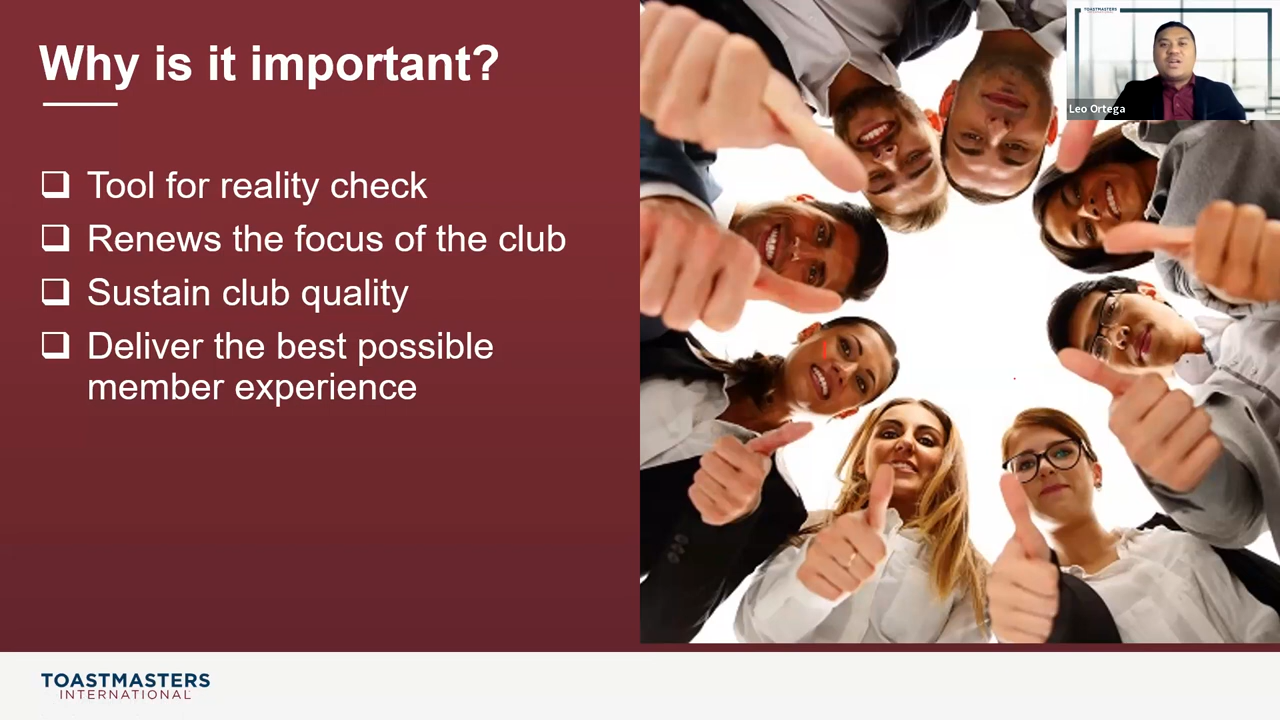 Why is it important?
Tool for reality check
Renews the focus of the club
Sustain club quality
Deliver the best possible
member experience
TOASTMASTERS
Leo Ortega
TOASTMASTERS
INTERNATIONAL